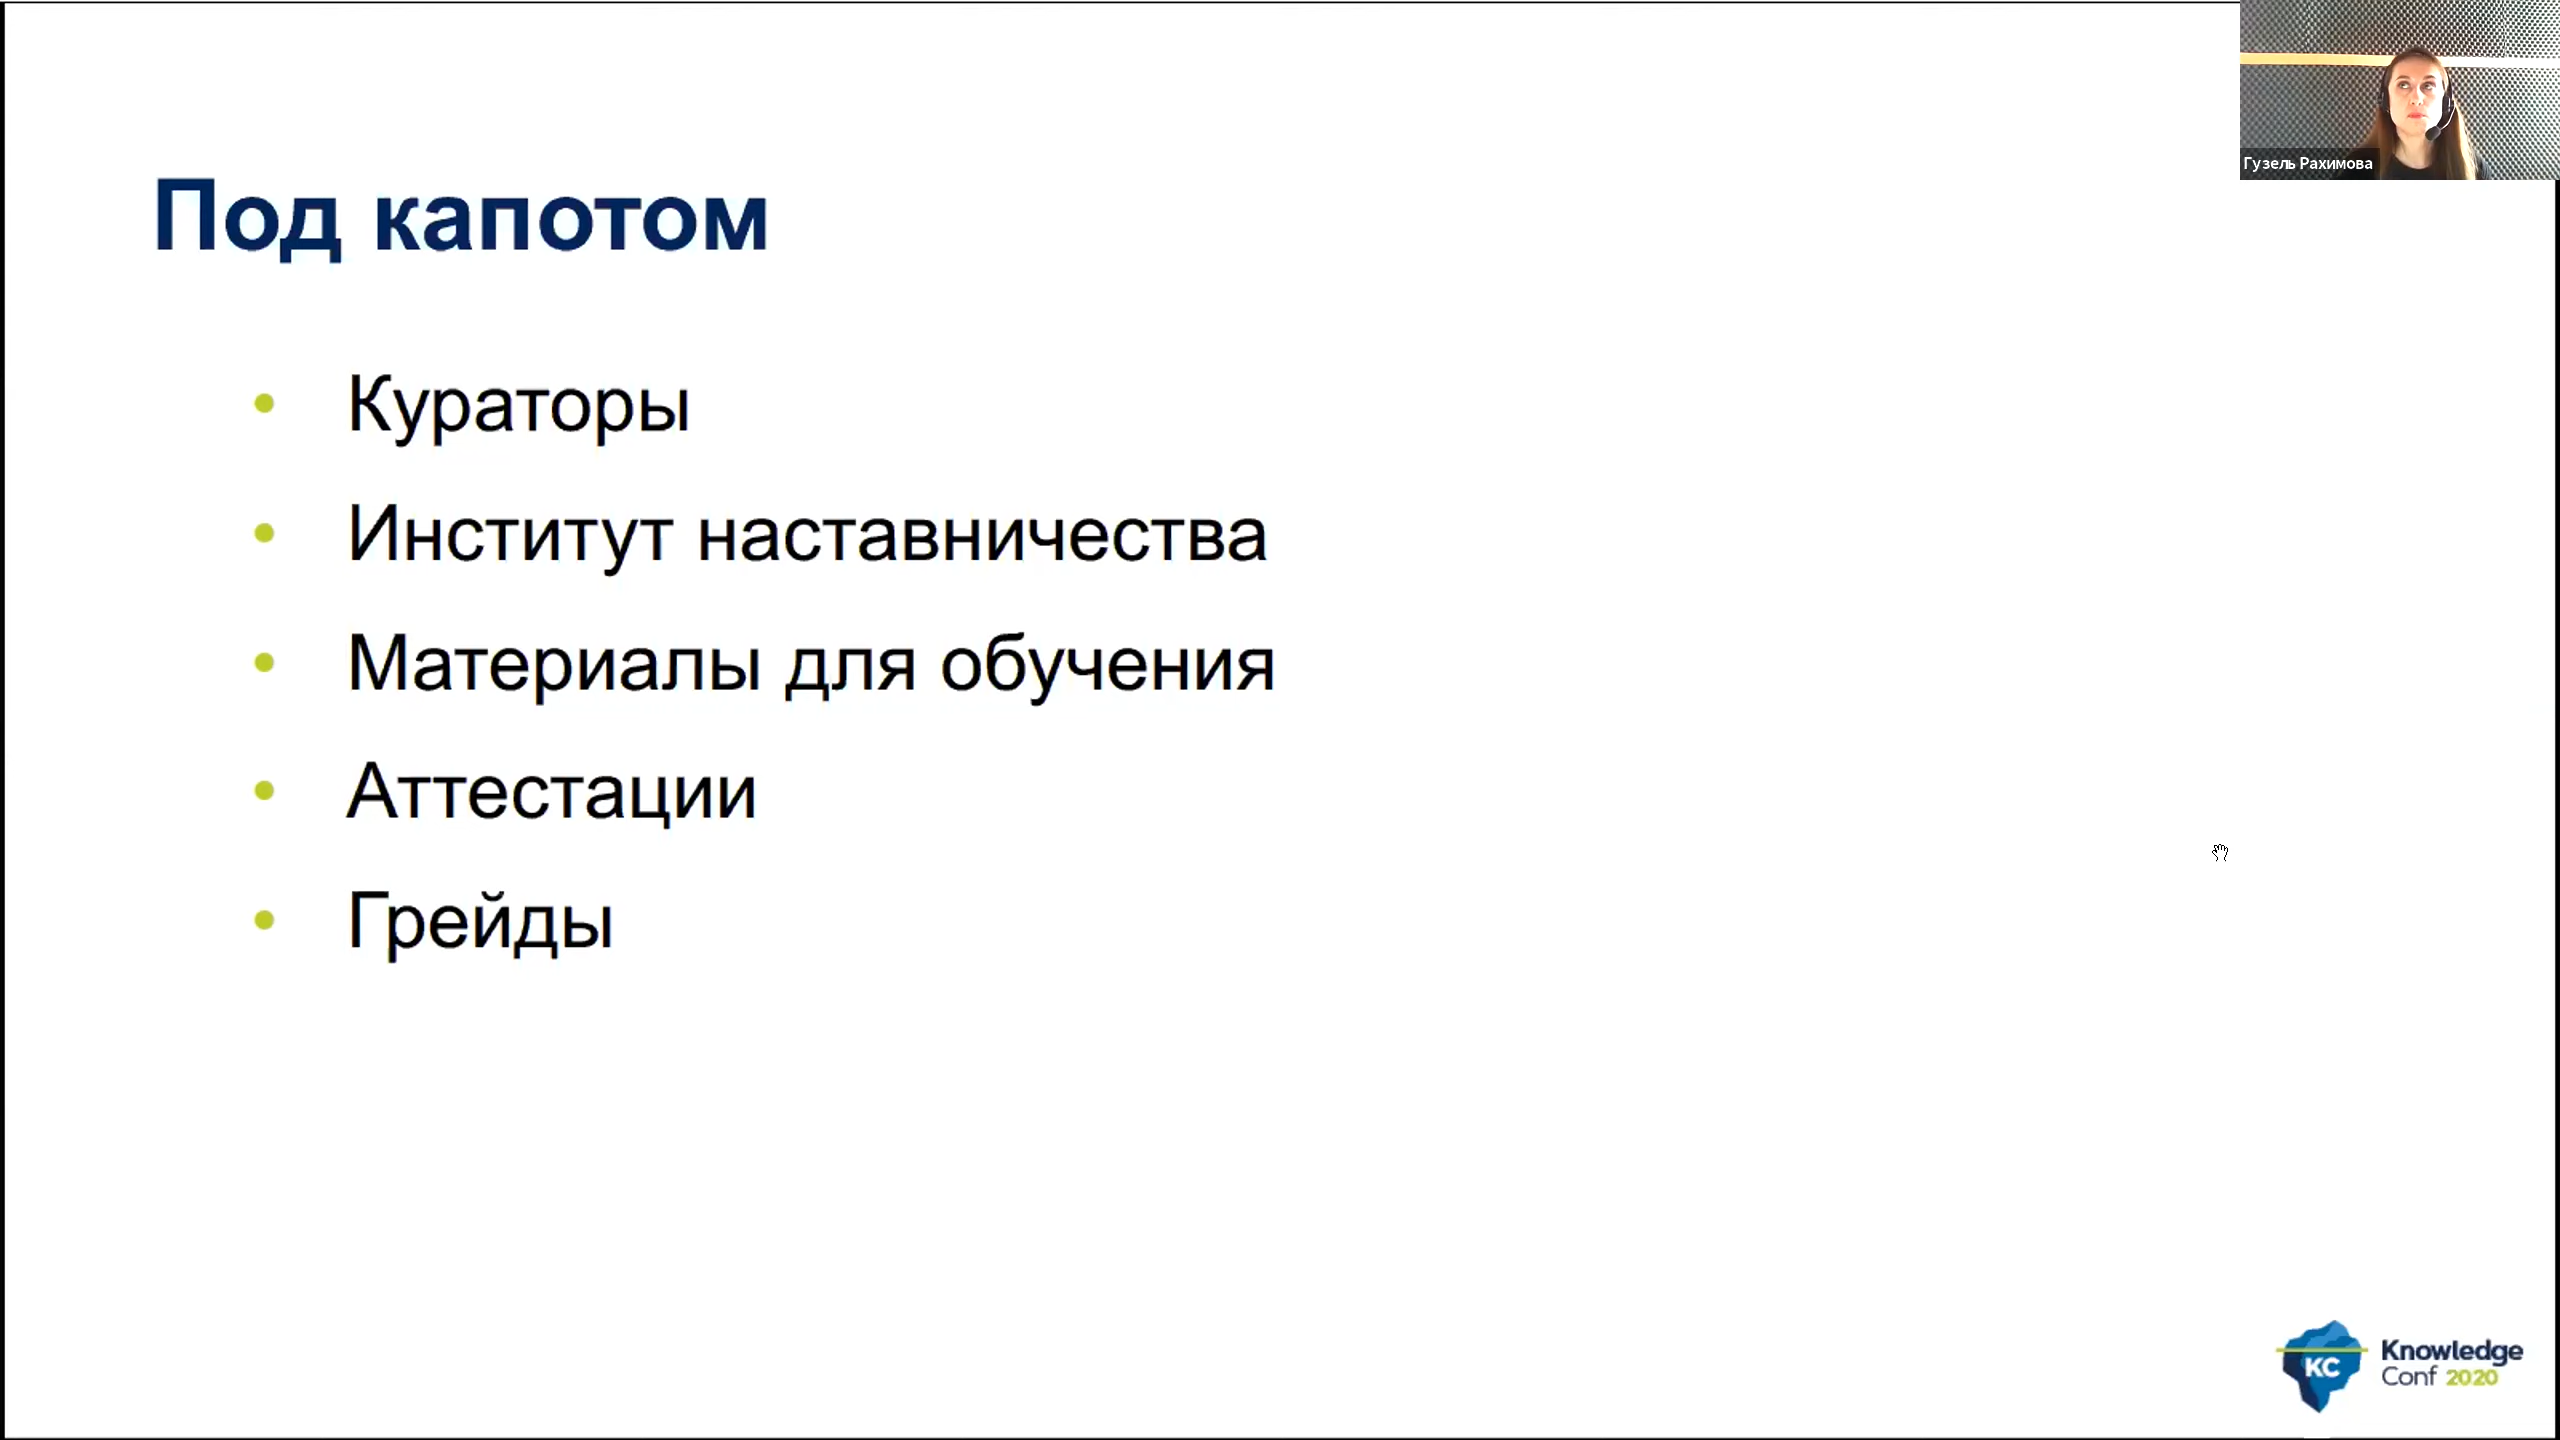 Гузель Рахимова
Под капотом
• Кураторы
• Институт наставничества
• Материалы для обучения
• Аттестации
• Грейды
KC
Knowledge
Conf 2020